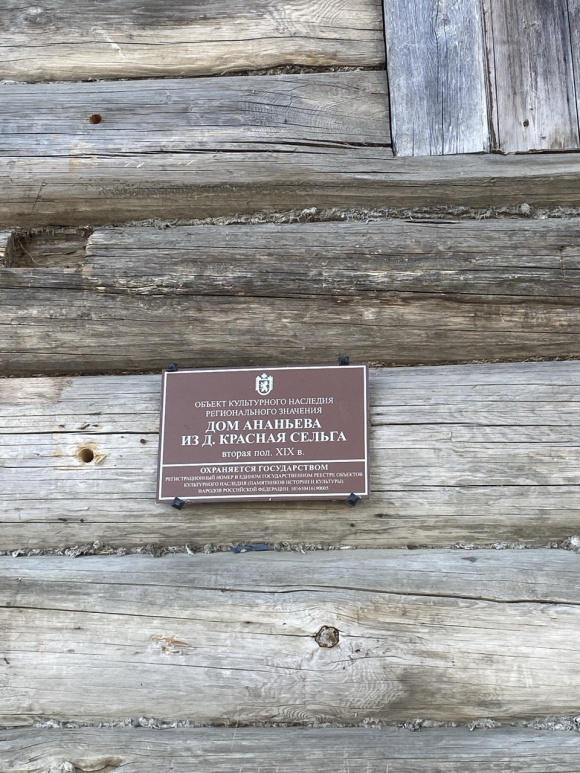 ОБЪЕКТ КУЛЬТУРНОГО НАСЛЕДИЯ
РЕГИОНАЛЬНОГО ЗНАЧЕНИЯ
ДОМ АНАНЬЕВА
ИЗ Д. КРАСНАЯ СЕЛЬГА
вторая пол. XIX в.
ОХРАНЯЕТСЯ ГОСУДАРСТВОМ
РЕГИСТРАЦИОННЫЙ НОМЕР В ЕДИНОМ ГОСУДАРСТВЕННОМ РЕЕСТРЕ ОБЪЕКТОВ
КУЛЬТУРНОГО НАСЛЕДИЯ (ПАМЯТНИКОВ ИСТОРИИ И КУЛЬТУРЫ)
НАРОДОВ РОССИЙСКОЙ ФЕДЕРАЦИИ: